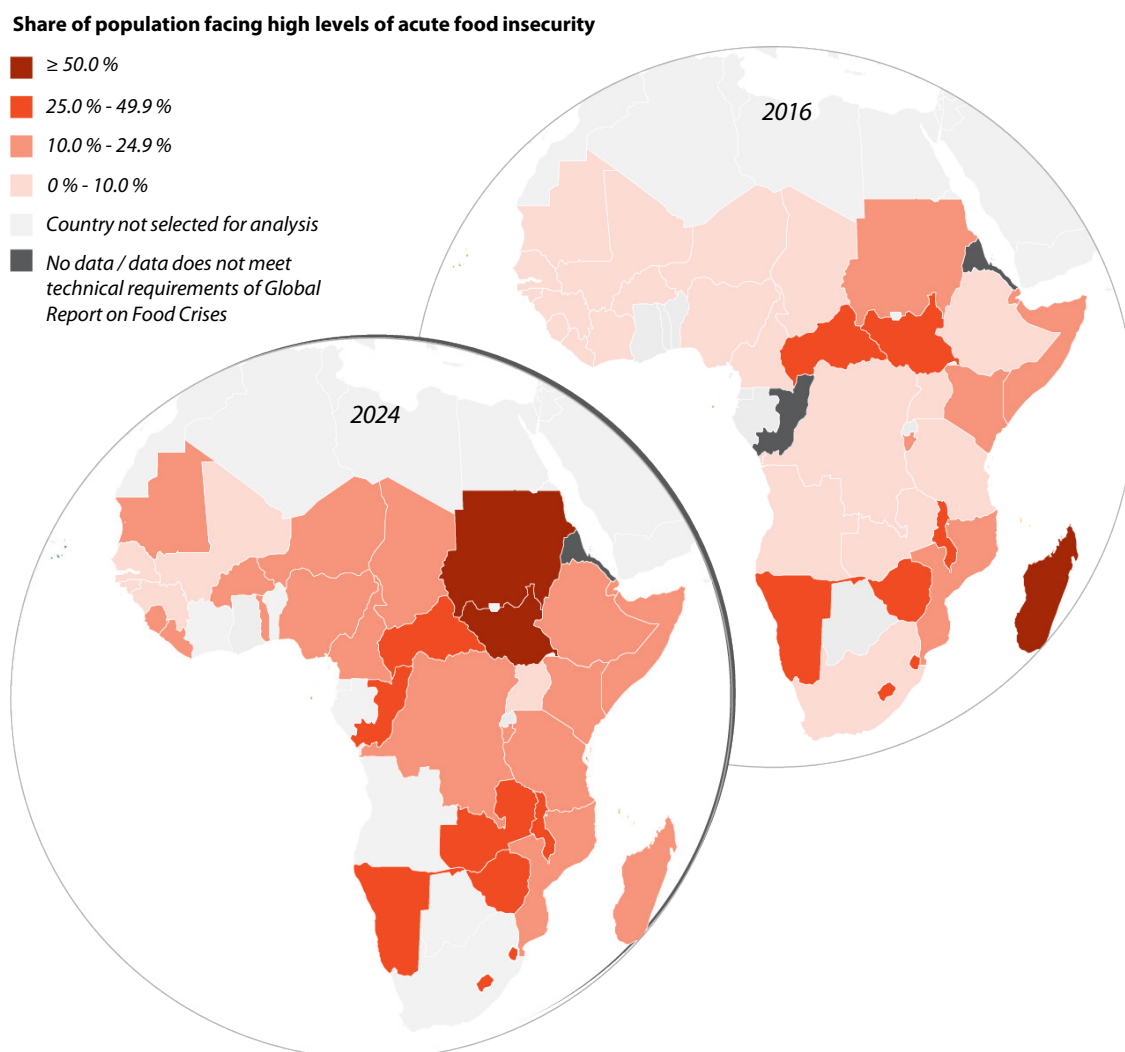 Share of population facing high levels of acute food insecurity
≥ 50.0 %
25.0 % - 49.9 %
10.0 % - 24.9 %
0 % - 10.0 %
Country not selected for analysis
No data / data does not meet
technical requirements of Global
Report on Food Crises
2016
2024